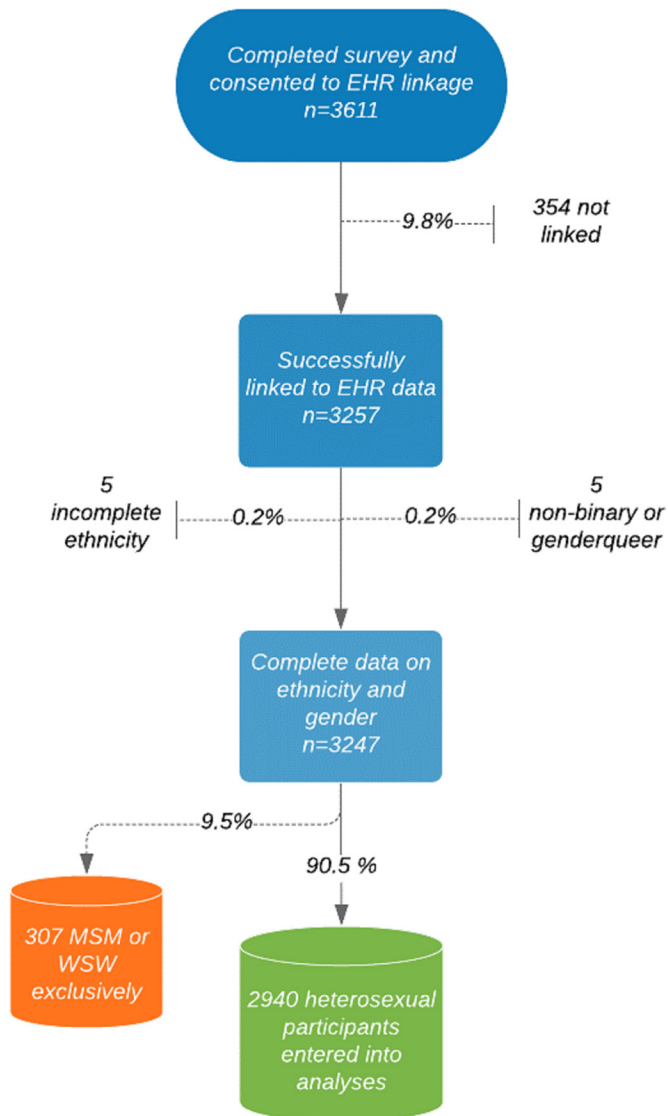 Completed survey and
consented to EHR linkage
n=3611
9.8%
354 not
linked
Successfully
linked to EHR data
n=3257
5
incomplete
ethnicity
0.2%
0.2%
5
non-binary or
genderqueer
Complete data on
ethnicity and
gender
n=3247
9.5%
90.5 %
307 MSM or
WSW
exclusively
2940 heterosexual
participants
entered into
analyses